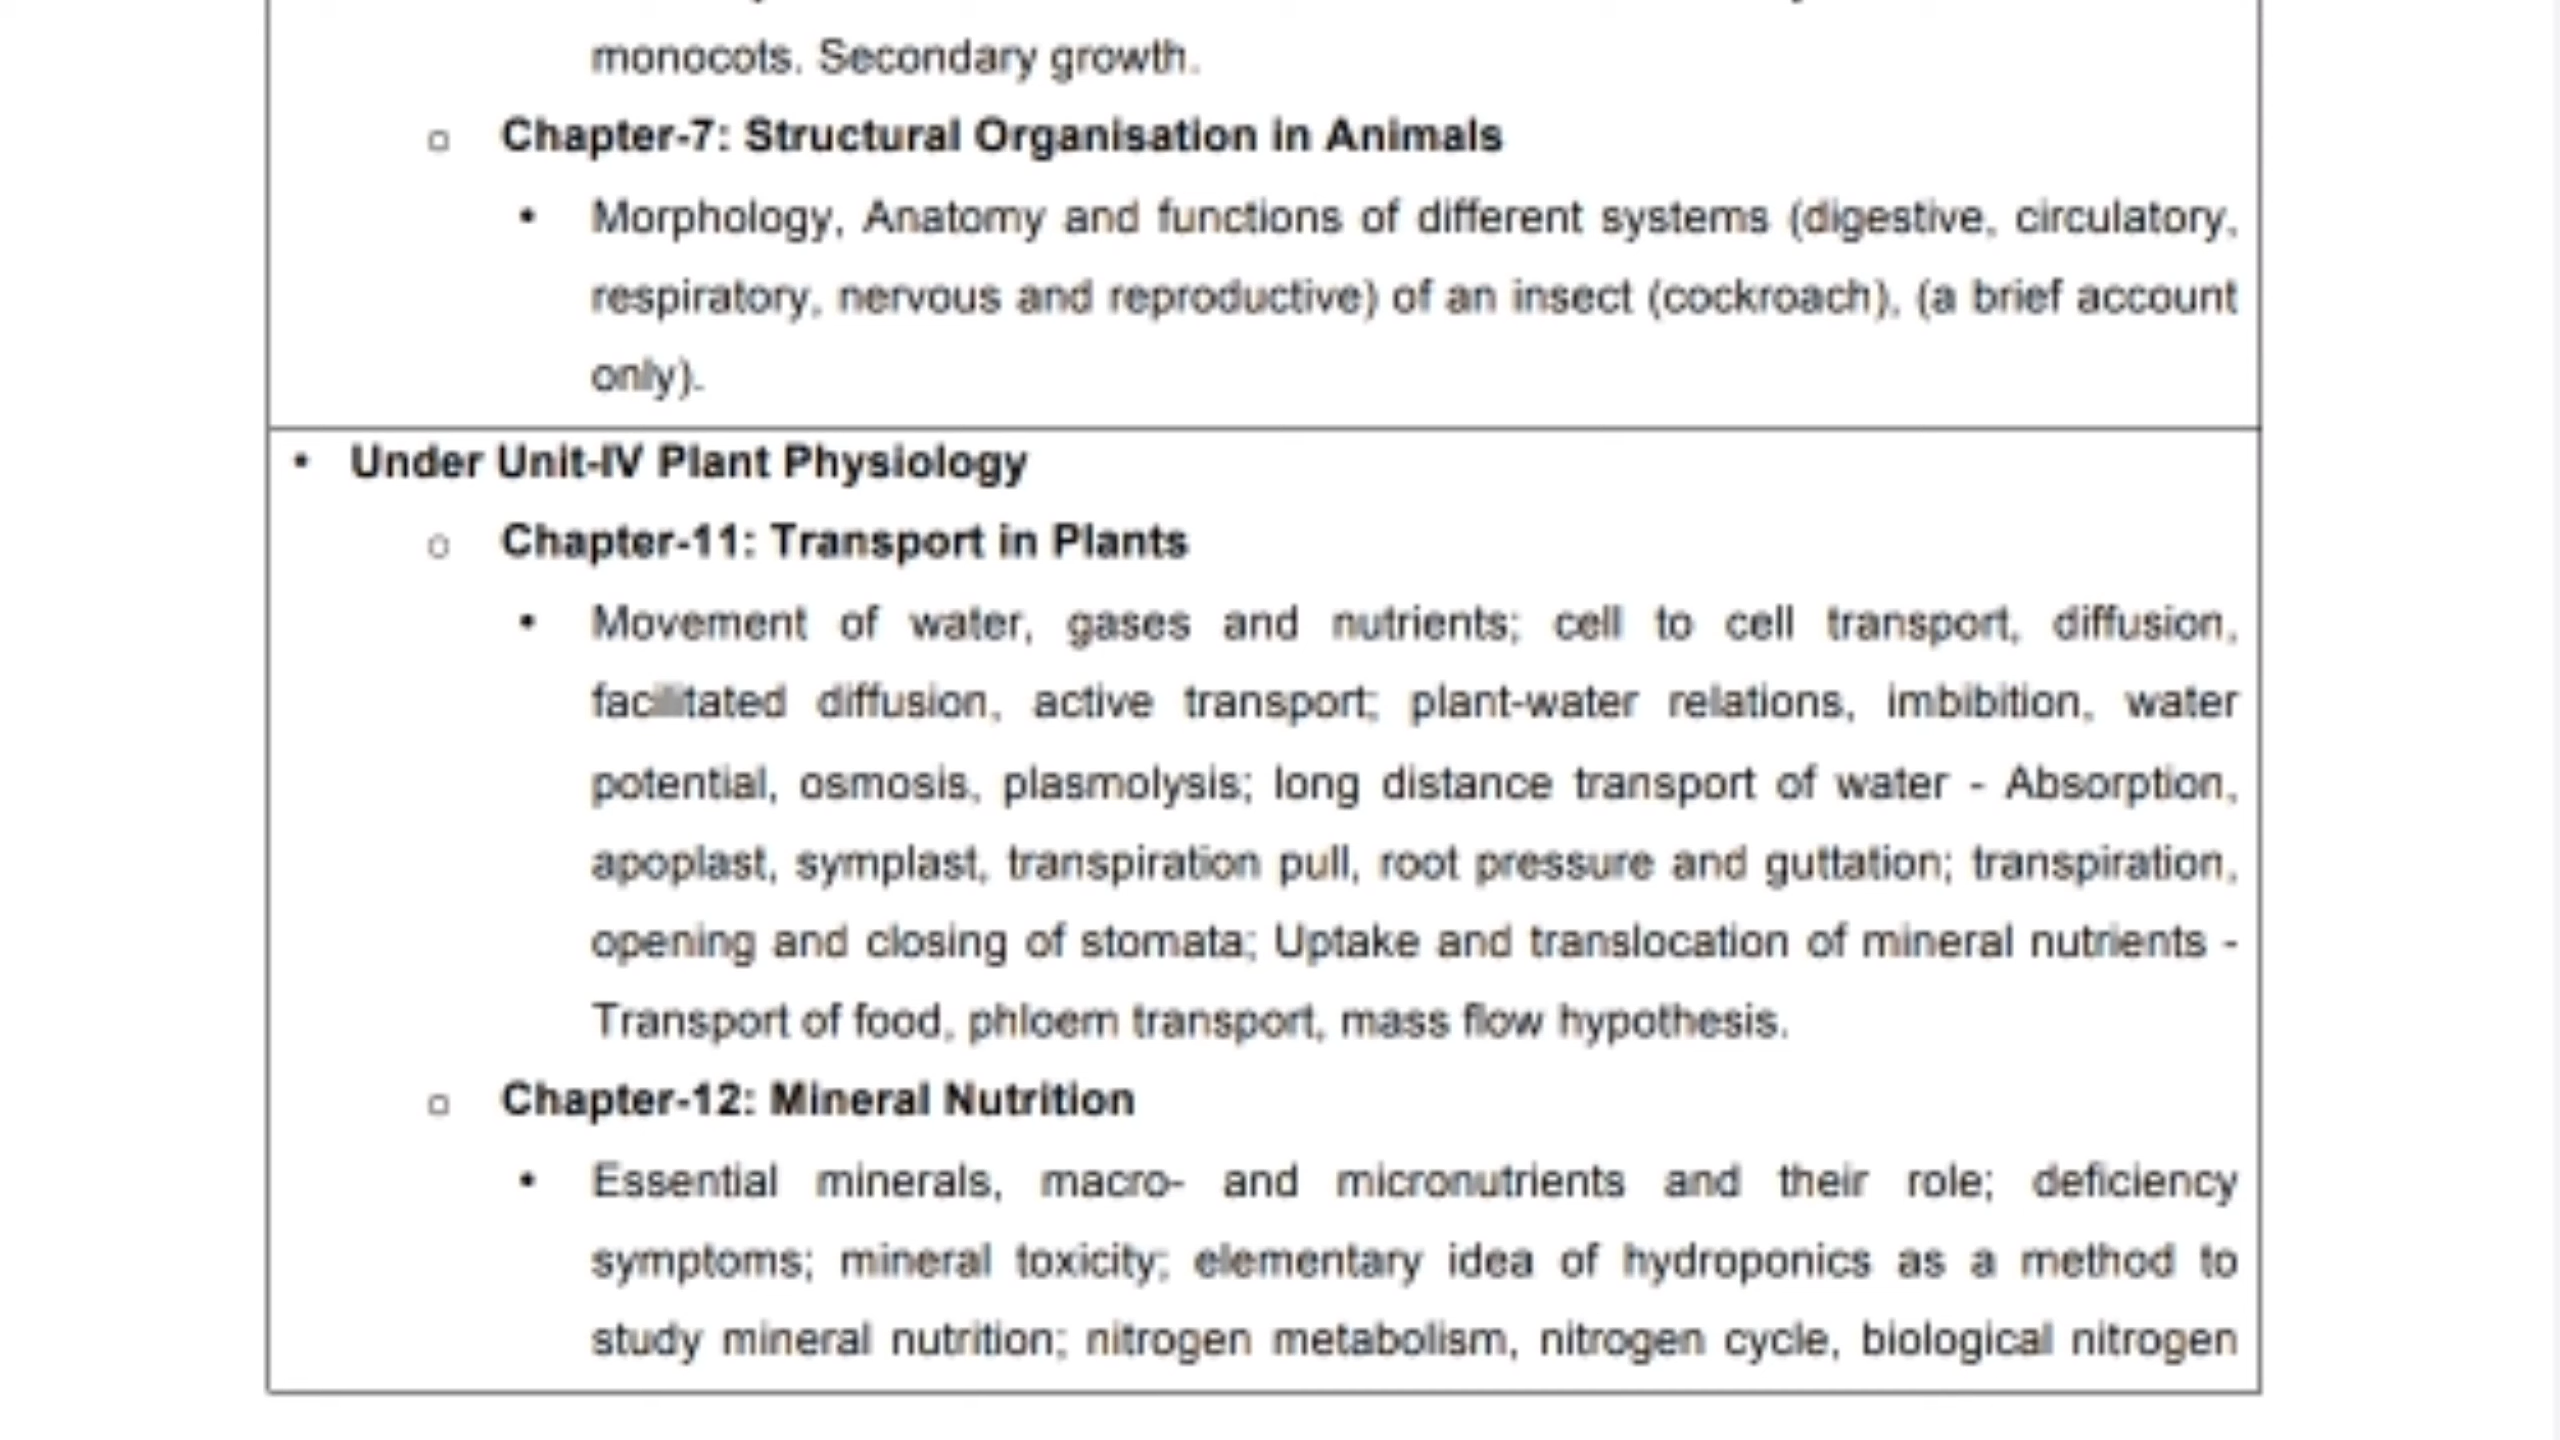 monocots. Secondary growth.
o Chapter-7: Structural Organisation in Animals
• Morphology, Anatomy and functions of different systems (digestive, circulatory,
respiratory, nervous and reproductive) of an insect (cockroach), (a brief account
only).
• Under Unit-IV Plant Physiology
o Chapter-11: Transport in Plants
• Movement of water, gases and nutrients; cell to cell transport, diffusion,
facilitated diffusion, active transport; plant-water relations, imbibition, water
potential, osmosis, plasmolysis; long distance transport of water - Absorption,
apoplast, symplast, transpiration pull, root pressure and guttation; transpiration,
opening and closing of stomata; Uptake and translocation of mineral nutrients -
Transport of food, phloem transport, mass flow hypothesis.
o Chapter-12: Mineral Nutrition
• Essential minerals, macro- and micronutrients and their role; deficiency
symptoms; mineral toxicity; elementary idea of hydroponics as a method to
study mineral nutrition; nitrogen metabolism, nitrogen cycle, biological nitrogen